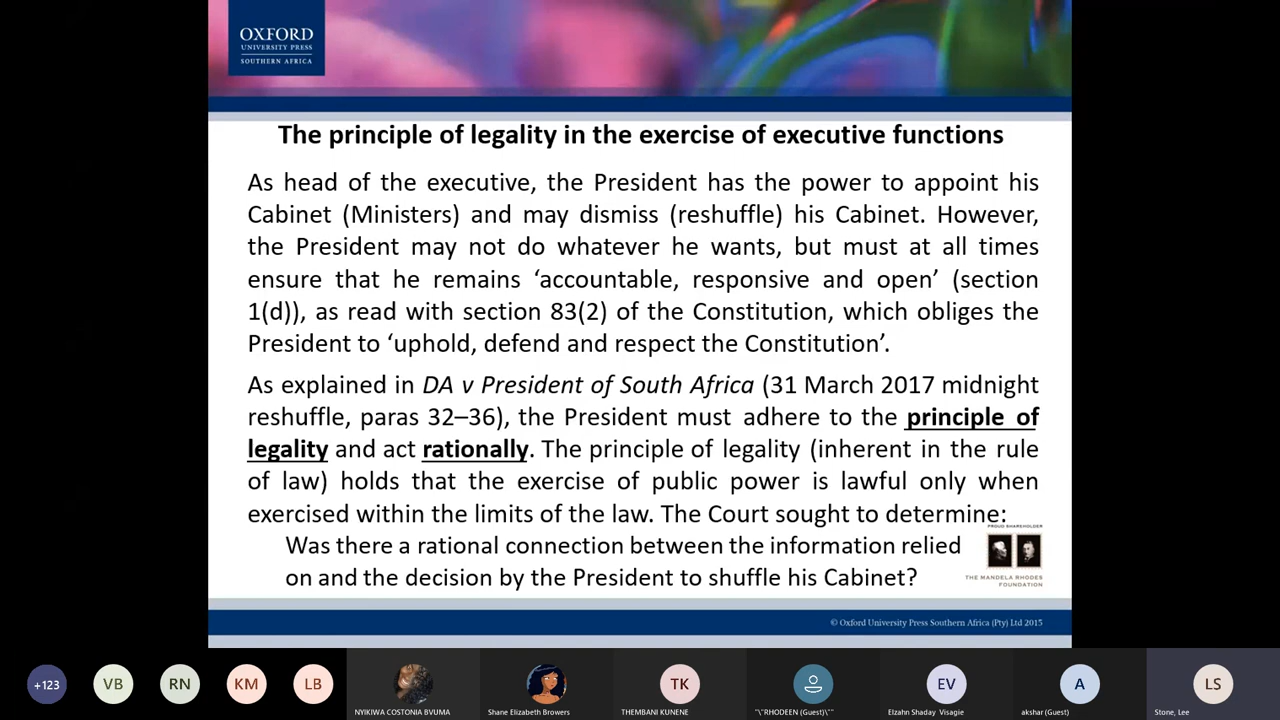 OXFORD
UNIVERSITY PRESS
SOUTHERN AFRICA
The principle of legality in the exercise of executive functions
As head of the executive, the President has the power to appoint his
Cabinet (Ministers) and may dismiss (reshuffle) his Cabinet. However,
the President may not do whatever he wants, but must at all times
ensure that he remains ‘accountable, responsive and open’ (section
1(d)), as read with section 83(2) of the Constitution, which obliges the
President to ‘uphold, defend and respect the Constitution’.
As explained in DA v President of South Africa (31 March 2017 midnight
reshuffle, paras 32–36), the President must adhere to the principle of
legality and act rationally. The principle of legality (inherent in the rule
of law) holds that the exercise of public power is lawful only when
exercised within the limits of the law. The Court sought to determine:
Was there a rational connection between the information relied
on and the decision by the President to shuffle his Cabinet?
PROUD SHAREHOLDER
THE MANDELA RHODES
FOUNDATION
© Oxford University Press Southern Africa (Pty) Ltd 2015
+123
VB
RN
KM
LB
TK
EV
A
LS
NYIKIWA COSTONIA BVUMA
Shane Elizabeth Browers
THEMBANI KUNENE
"\"RHODEEN (Guest)\""
Elzahn Shaday Visagie
akshar (Guest)
Stone, Lee